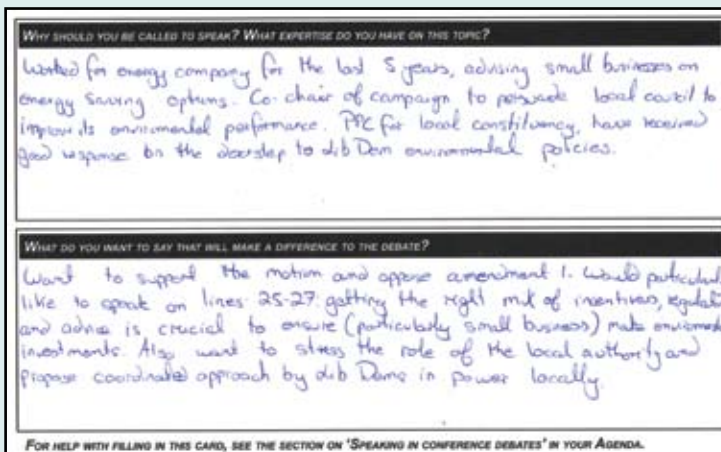 WHY SHOULD YOU BE CALLED TO SPEAK? WHAT EXPERTISE DO YOU HAVE ON THIS TOPIC?
Worked for energy company for the last 5 years, advising small businesses on
energy saving options. Co-chair of campaign to persuade local council to
improve its environmental performance. PPC for local constituency, have received
good response on the doorstep to Lib Dem environmental policies.
WHAT DO YOU WANT TO SAY THAT WILL MAKE A DIFFERENCE TO THE DEBATE?
Want to support the motion and oppose amendment 1. Would particular
like to speak on lines 25-27: getting the right mix of incentives, regulati
and advice is crucial to ensure (particularly small business) make environme
investments. Also want to stress the role of the local authority and
propose coordinated approach by Lib Dems in power locally.
FOR HELP WITH FILLING IN THIS CARD, SEE THE SECTION ON 'SPEAKING IN CONFERENCE DEBATES' IN YOUR AGENDA.